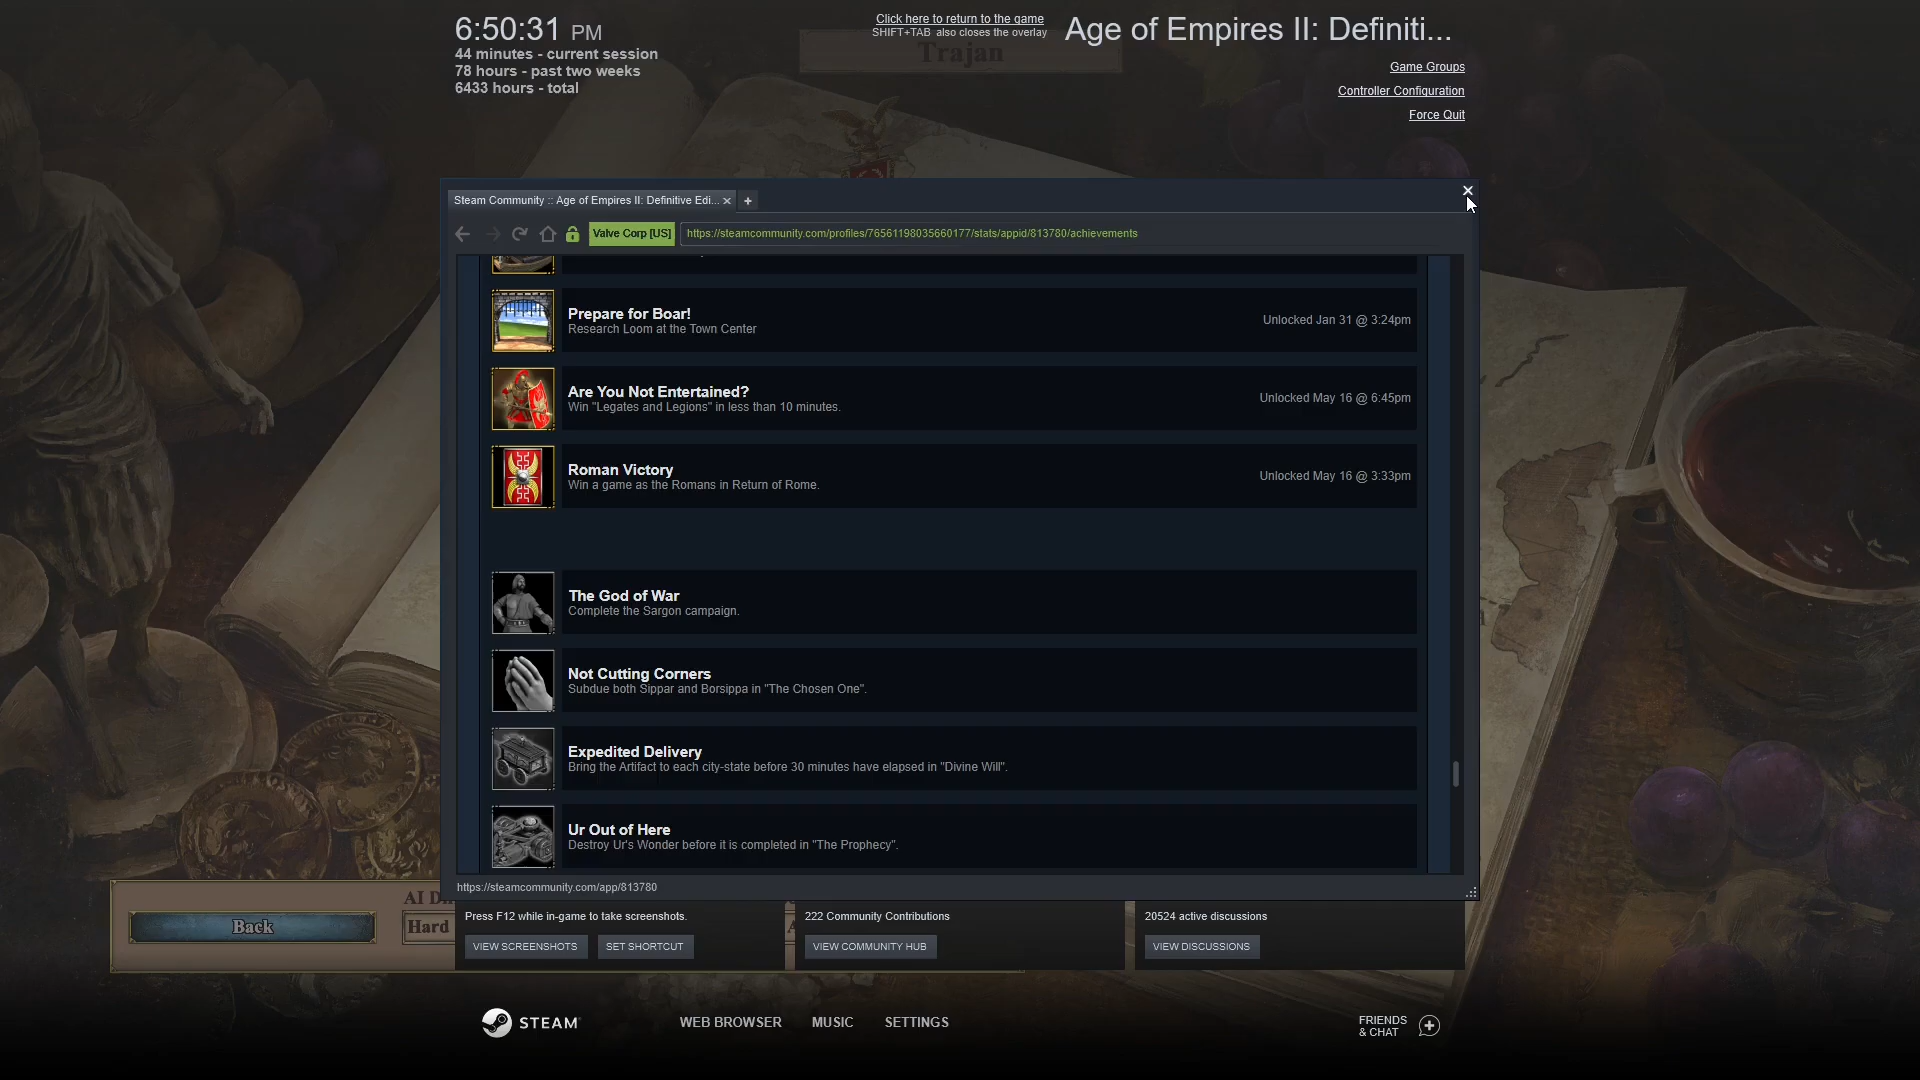 6:50:31 PM
44 minutes - current session
78 hours - past two weeks
6433 hours - total
Click here to return to the game
SHIFT+TAB also closes the overlay
Age of Empires II: Definiti...
Trajan
Game Groups
Controller Configuration
Force Quit
Steam Community :: Age of Empires II: Definitive Edi...
Valve Corp [US]
https://steamcommunity.com/profiles/76561198035660177/stats/appid/813780/achievements
Prepare for Boar!
Research Loom at the Town Center
Unlocked Jan 31 @ 3:24pm
Are You Not Entertained?
Win "Legates and Legions" in less than 10 minutes.
Unlocked May 16 @ 6:45pm
Roman Victory
Win a game as the Romans in Return of Rome.
Unlocked May 16 @ 3:33pm
The God of War
Complete the Sargon campaign.
Not Cutting Corners
Subdue both Sippar and Borsippa in "The Chosen One".
Expedited Delivery
Bring the Artifact to each city-state before 30 minutes have elapsed in "Divine Will".
Ur Out of Here
Destroy Ur's Wonder before it is completed in "The Prophecy".
https://steamcommunity.com/app/813780
AI
Back
Hard
Press F12 while in-game to take screenshots.
VIEW SCREENSHOTS
SET SHORTCUT
222 Community Contributions
VIEW COMMUNITY HUB
20524 active discussions
VIEW DISCUSSIONS
STEAM
WEB BROWSER
MUSIC
SETTINGS
FRIENDS
& CHAT